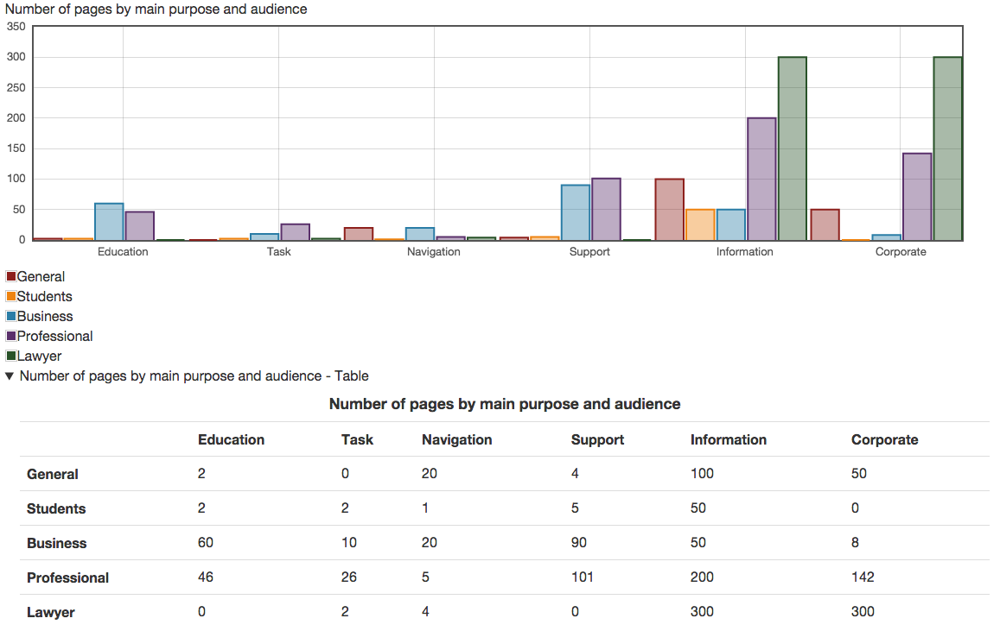 Number of pages by main purpose and audience
350
300
250
200
150
100
50
0
Education Task Navigation Support Information Corporate
General
Students
Business
Professional
Lawyer
▼ Number of pages by main purpose and audience - Table
Number of pages by main purpose and audience
Education Task Navigation Support Information Corporate
General 2 0 20 4 100 50
Students 2 2 1 5 50 0
Business 60 10 20 90 50 8
Professional 46 26 5 101 200 142
Lawyer 0 2 4 0 300 300